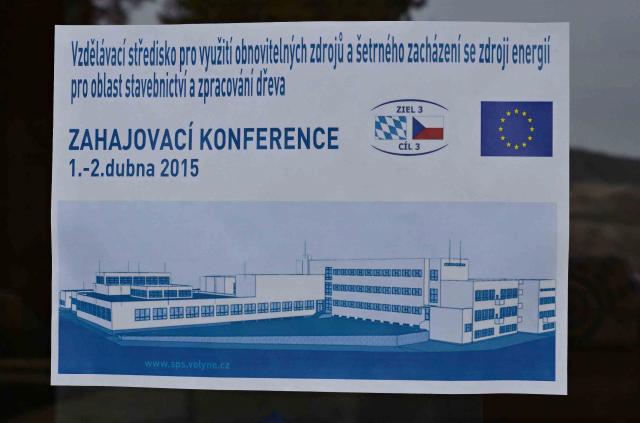 Vzdělávací středisko pro využití obnovitelných zdrojů a šetrného zacházení se zdroji energií
pro oblast stavebnictví a zpracování dřeva
ZAHAJOVACÍ KONFERENCE
1.-2.dubna 2015
ZIEL 3
CÍL 3
www.sps.volyne.cz